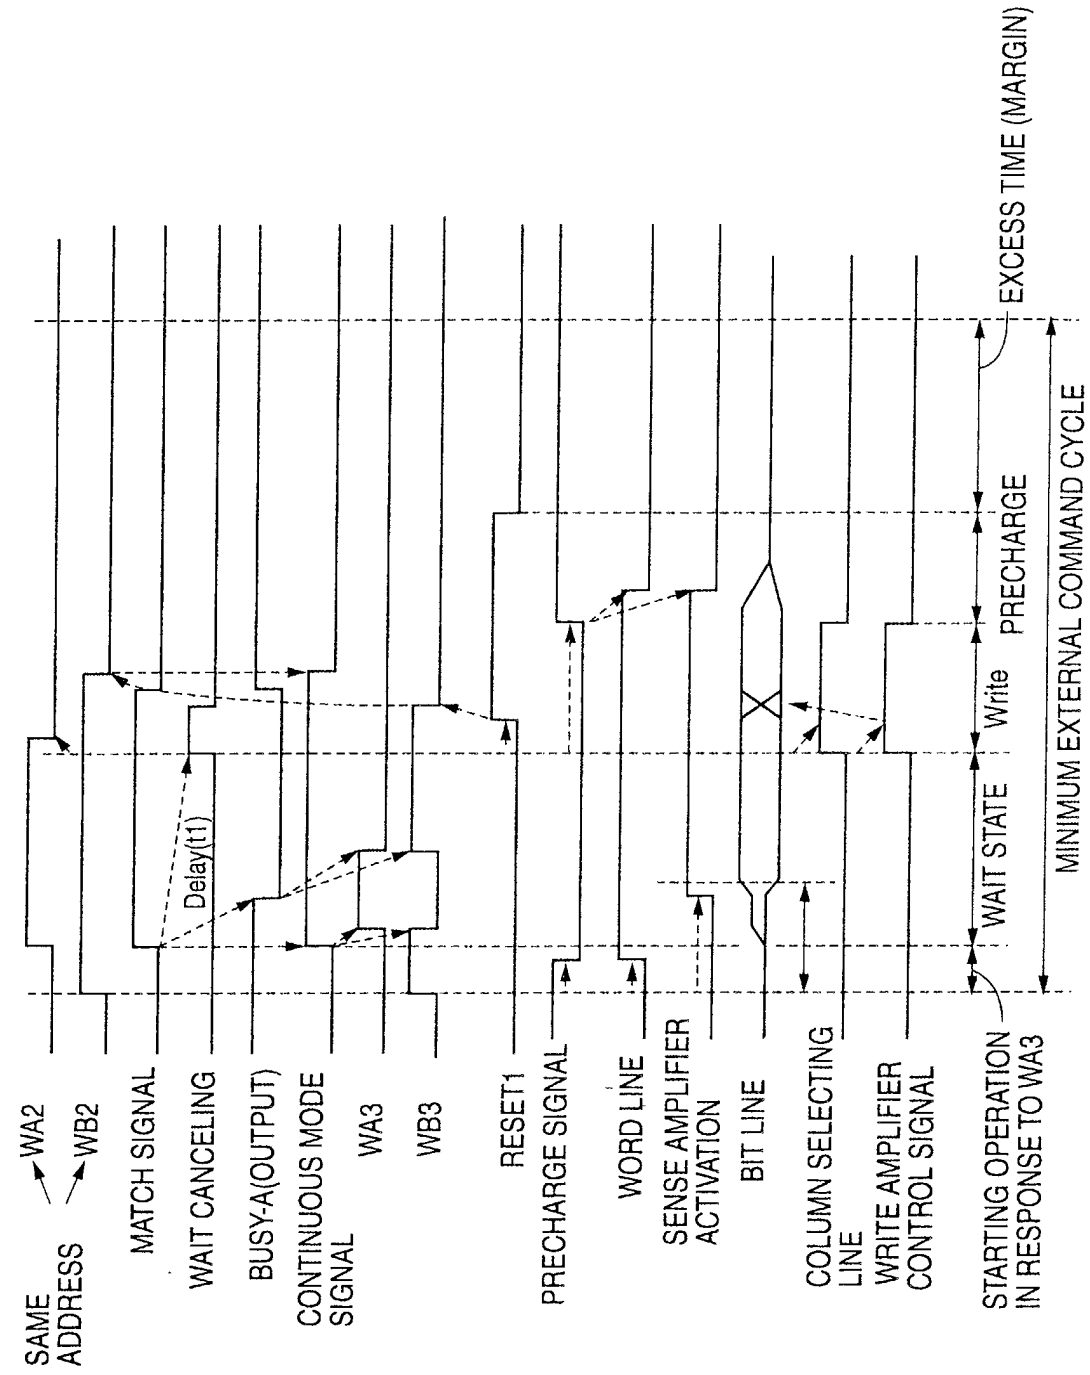 SAME
ADDRESS
WA2
WB2
MATCH SIGNAL
WAIT CANCELING
BUSY-A(OUTPUT)
CONTINUOUS MODE
SIGNAL
WA3
WB3
RESET1
PRECHARGE SIGNAL
WORD LINE
SENSE AMPLIFIER
ACTIVATION
BIT LINE
COLUMN SELECTING
LINE
WRITE AMPLIFIER
CONTROL SIGNAL
Delay(t1)
STARTING OPERATION
IN RESPONSE TO WA3
WAIT STATE
Write
PRECHARGE
EXCESS TIME (MARGIN)
MINIMUM EXTERNAL COMMAND CYCLE